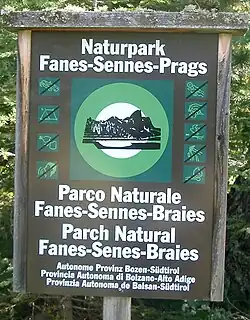 Naturpark
Fanes-Sennes-Prags
Parco Naturale
Fanes-Sennes-Braies
Parch Natural
Fanes-Senes-Braies
Autonome Provinz Bozen-Südtirol
Provincia Autonoma di Bolzano-Alto Adige
Provinzia Autonoma de Balsan-Südtirol